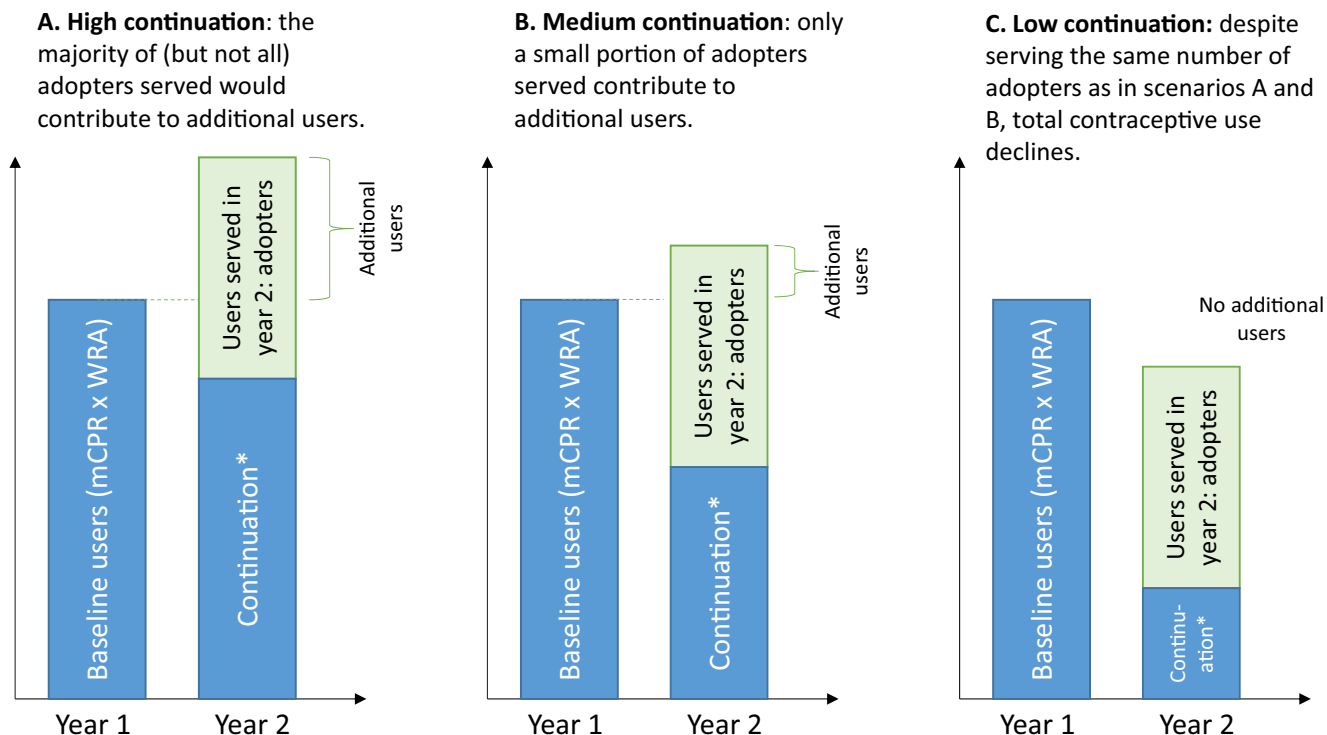 A. High continuation: the
majority of (but not all)
adopters served would
contribute to additional users.
Users served in
year 2: adopters
Additional
users
Baseline users (mCPR x WRA)
Continuation*
Year 1
Year 2
B. Medium continuation: only
a small portion of adopters
served contribute to
additional users.
Users served in
year 2: adopters
Additional
users
Baseline users (mCPR x WRA)
Continuation*
Year 1
Year 2
C. Low continuation: despite
serving the same number of
adopters as in scenarios A and
B, total contraceptive use
declines.
No additional
users
Baseline users (mCPR x WRA)
Users served in
year 2: adopters
Continu-
ation*
Year 1
Year 2